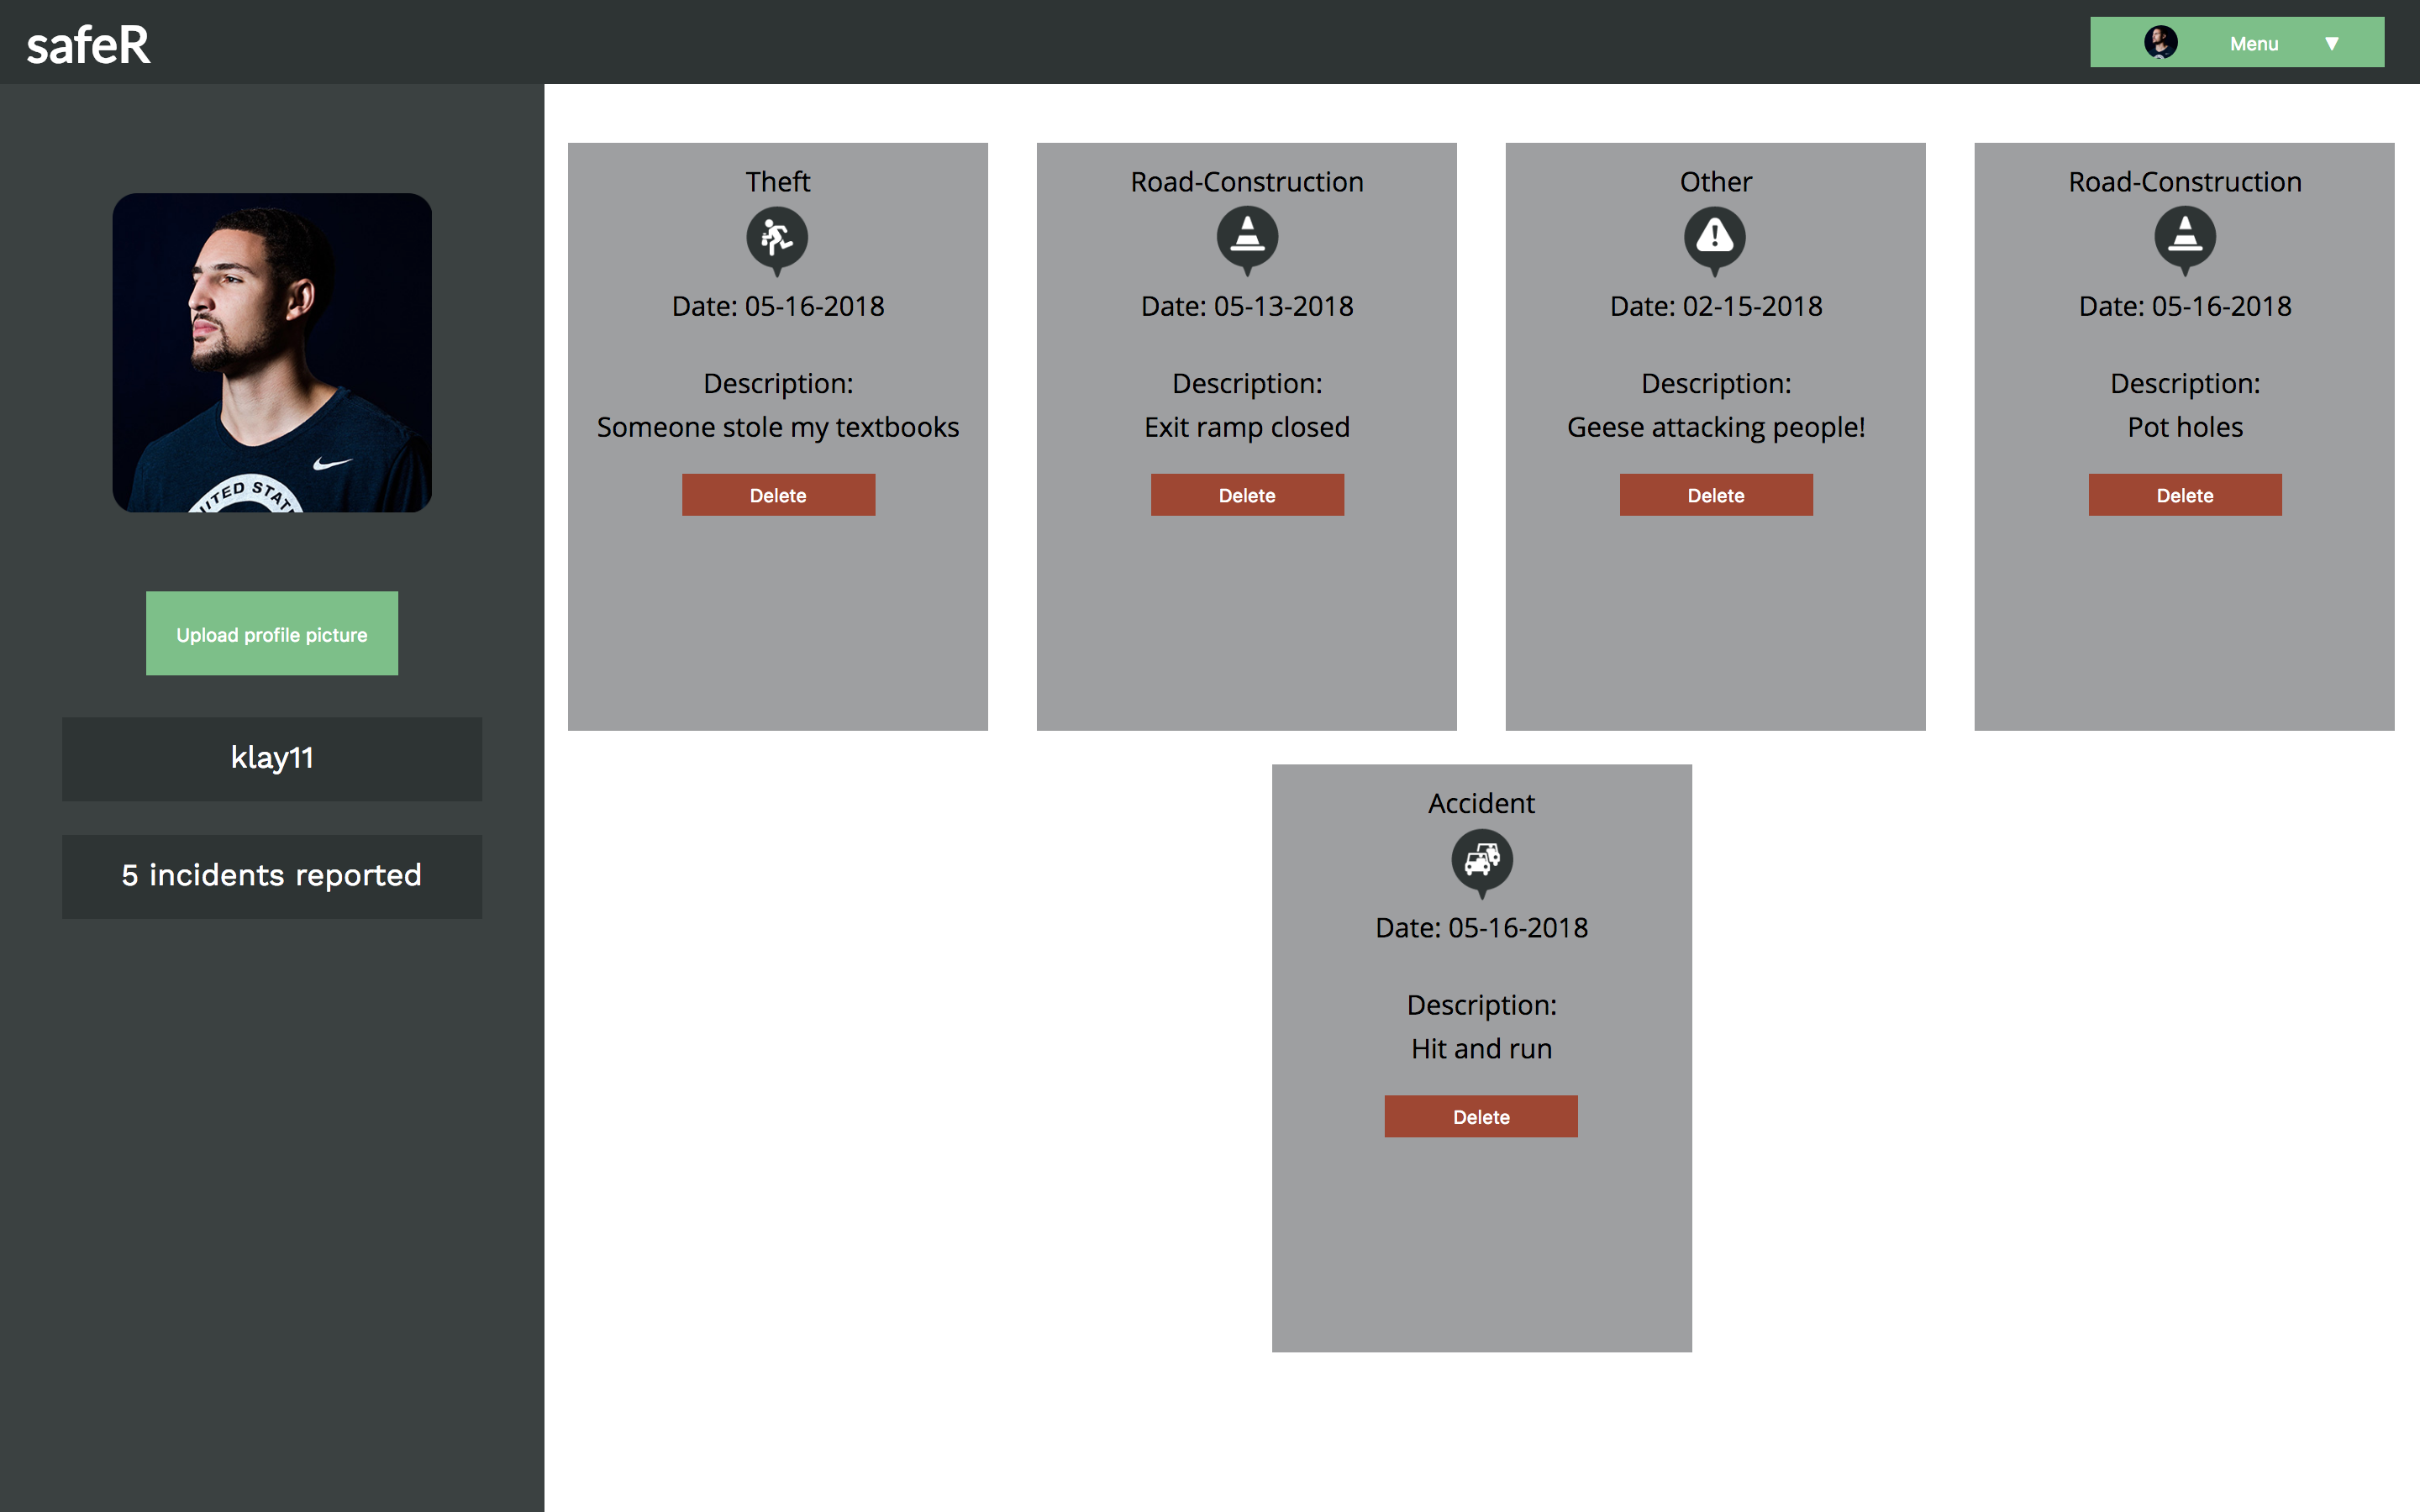 safeR
Menu ▼
UNITED STAT
Upload profile picture
klay11
5 incidents reported
Theft
Date: 05-16-2018
Description:
Someone stole my textbooks
Delete
Road-Construction
Date: 05-13-2018
Description:
Exit ramp closed
Delete
Other
Date: 02-15-2018
Description:
Geese attacking people!
Delete
Road-Construction
Date: 05-16-2018
Description:
Pot holes
Delete
Accident
Date: 05-16-2018
Description:
Hit and run
Delete